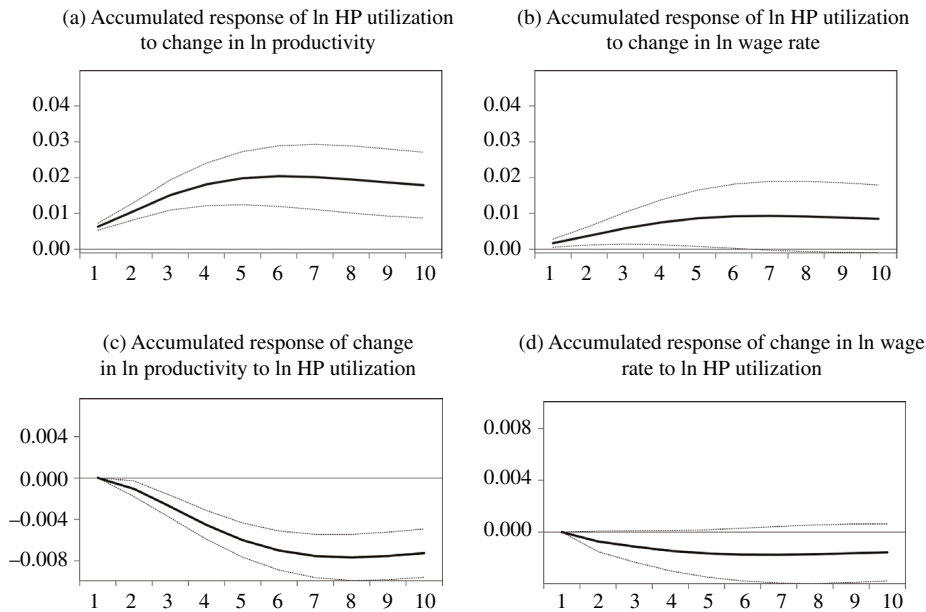 (a) Accumulated response of ln HP utilization
to change in ln productivity
0.04
0.03
0.02
0.01
0.00
1 2 3 4 5 6 7 8 9 10
(b) Accumulated response of ln HP utilization
to change in ln wage rate
0.04
0.03
0.02
0.01
0.00
1 2 3 4 5 6 7 8 9 10
(c) Accumulated response of change
in ln productivity to ln HP utilization
0.004
0.000
–0.004
–0.008
1 2 3 4 5 6 7 8 9 10
(d) Accumulated response of change in ln wage
rate to ln HP utilization
0.008
0.004
0.000
1 2 3 4 5 6 7 8 9 10